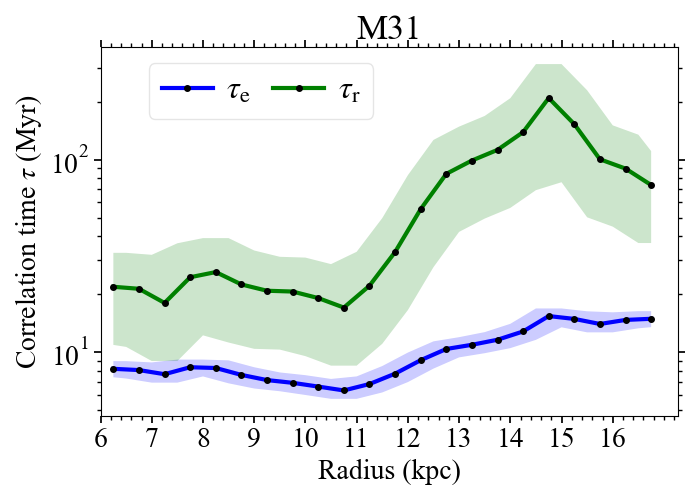 M31
τe τr
Correlation time τ (Myr)
10²
10¹
6 7 8 9 10 11 12 13 14 15 16
Radius (kpc)